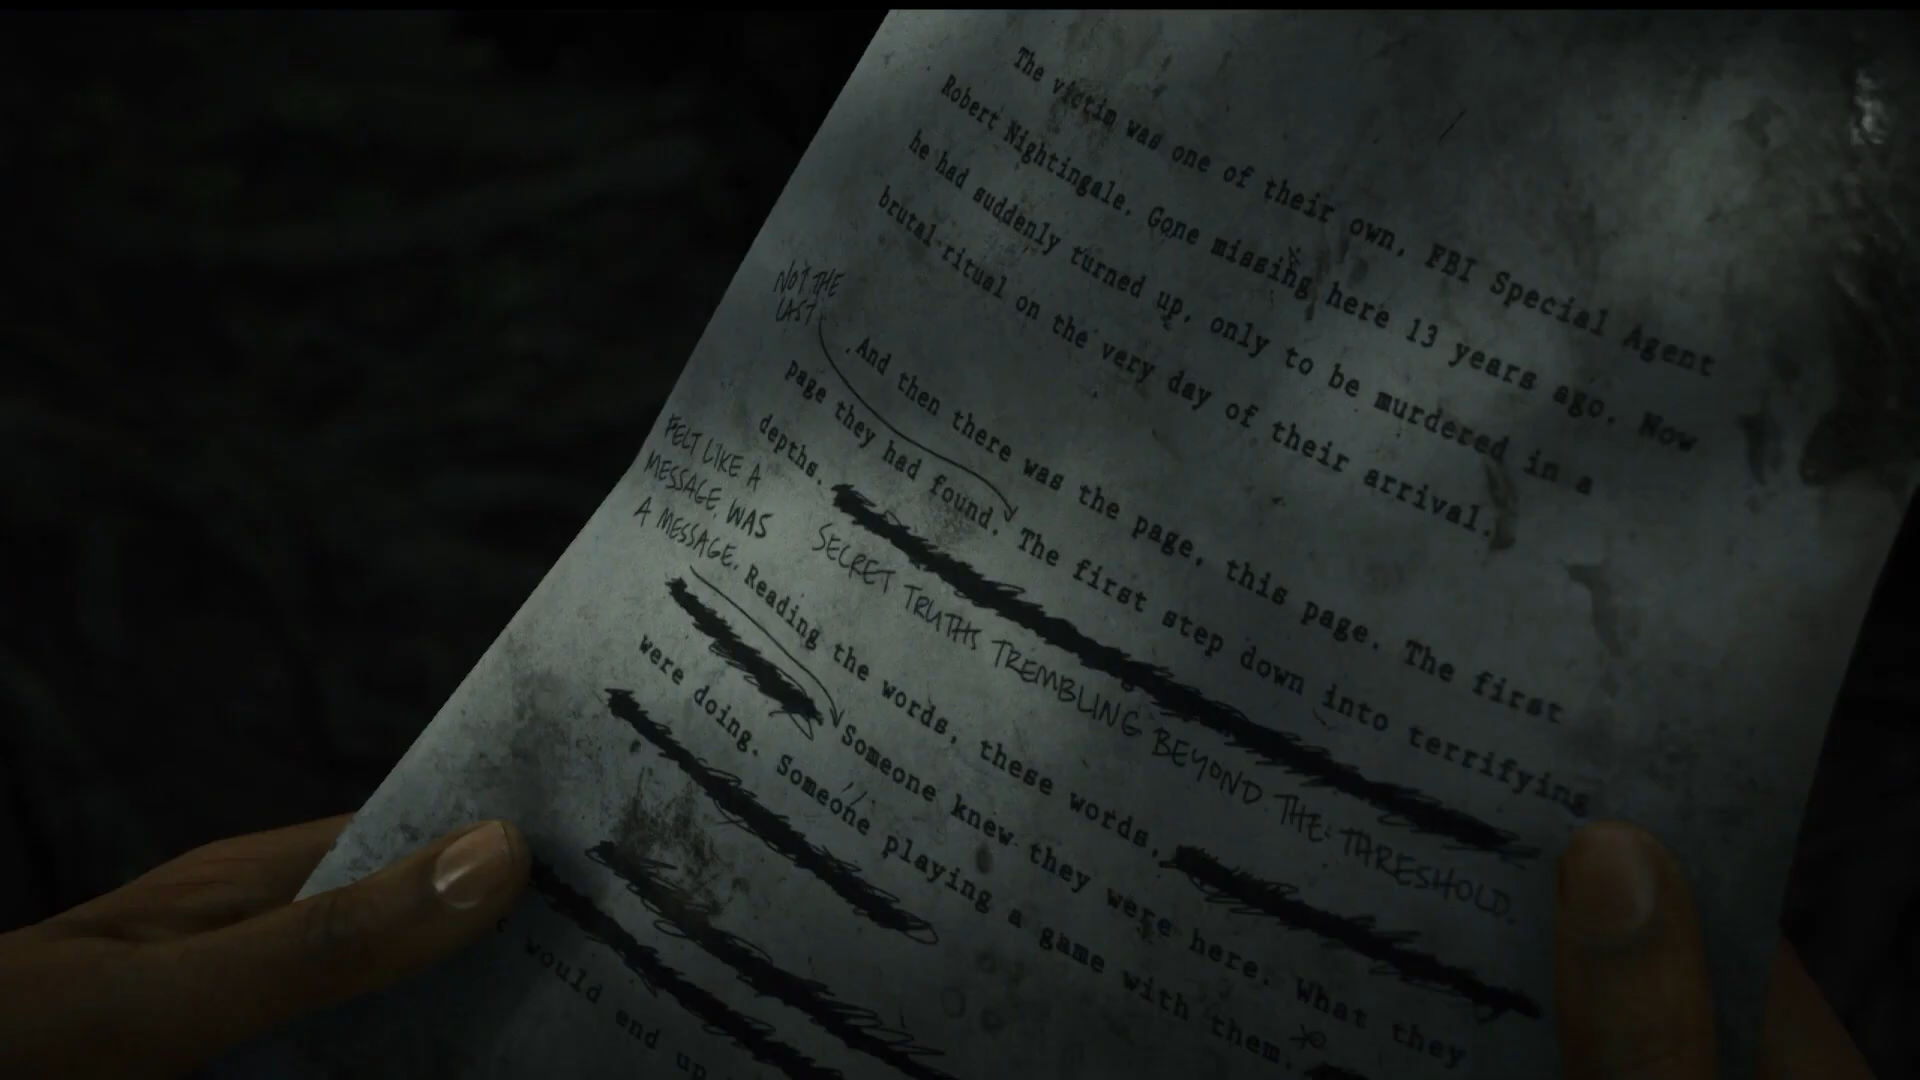 The victim was one of their own. FBI Special Agent
Robert Nightingale. Gone missing here 13 years ago. Now
he had suddenly turned up, only to be murdered in a
brutal ritual on the very day of their arrival.
NOT THE
LAST
And then there was the page, this page. The first
page they had found. The first step down into terrifying
depths.
SECRET TRUTHS TREMBLING BEYOND THE THRESHOLD.
FELT LIKE A
MESSAGE, WAS
A MESSAGE.
Reading the words, these words,
Someone knew they were here. What they
were doing. Someone playing a game with them.
would end up